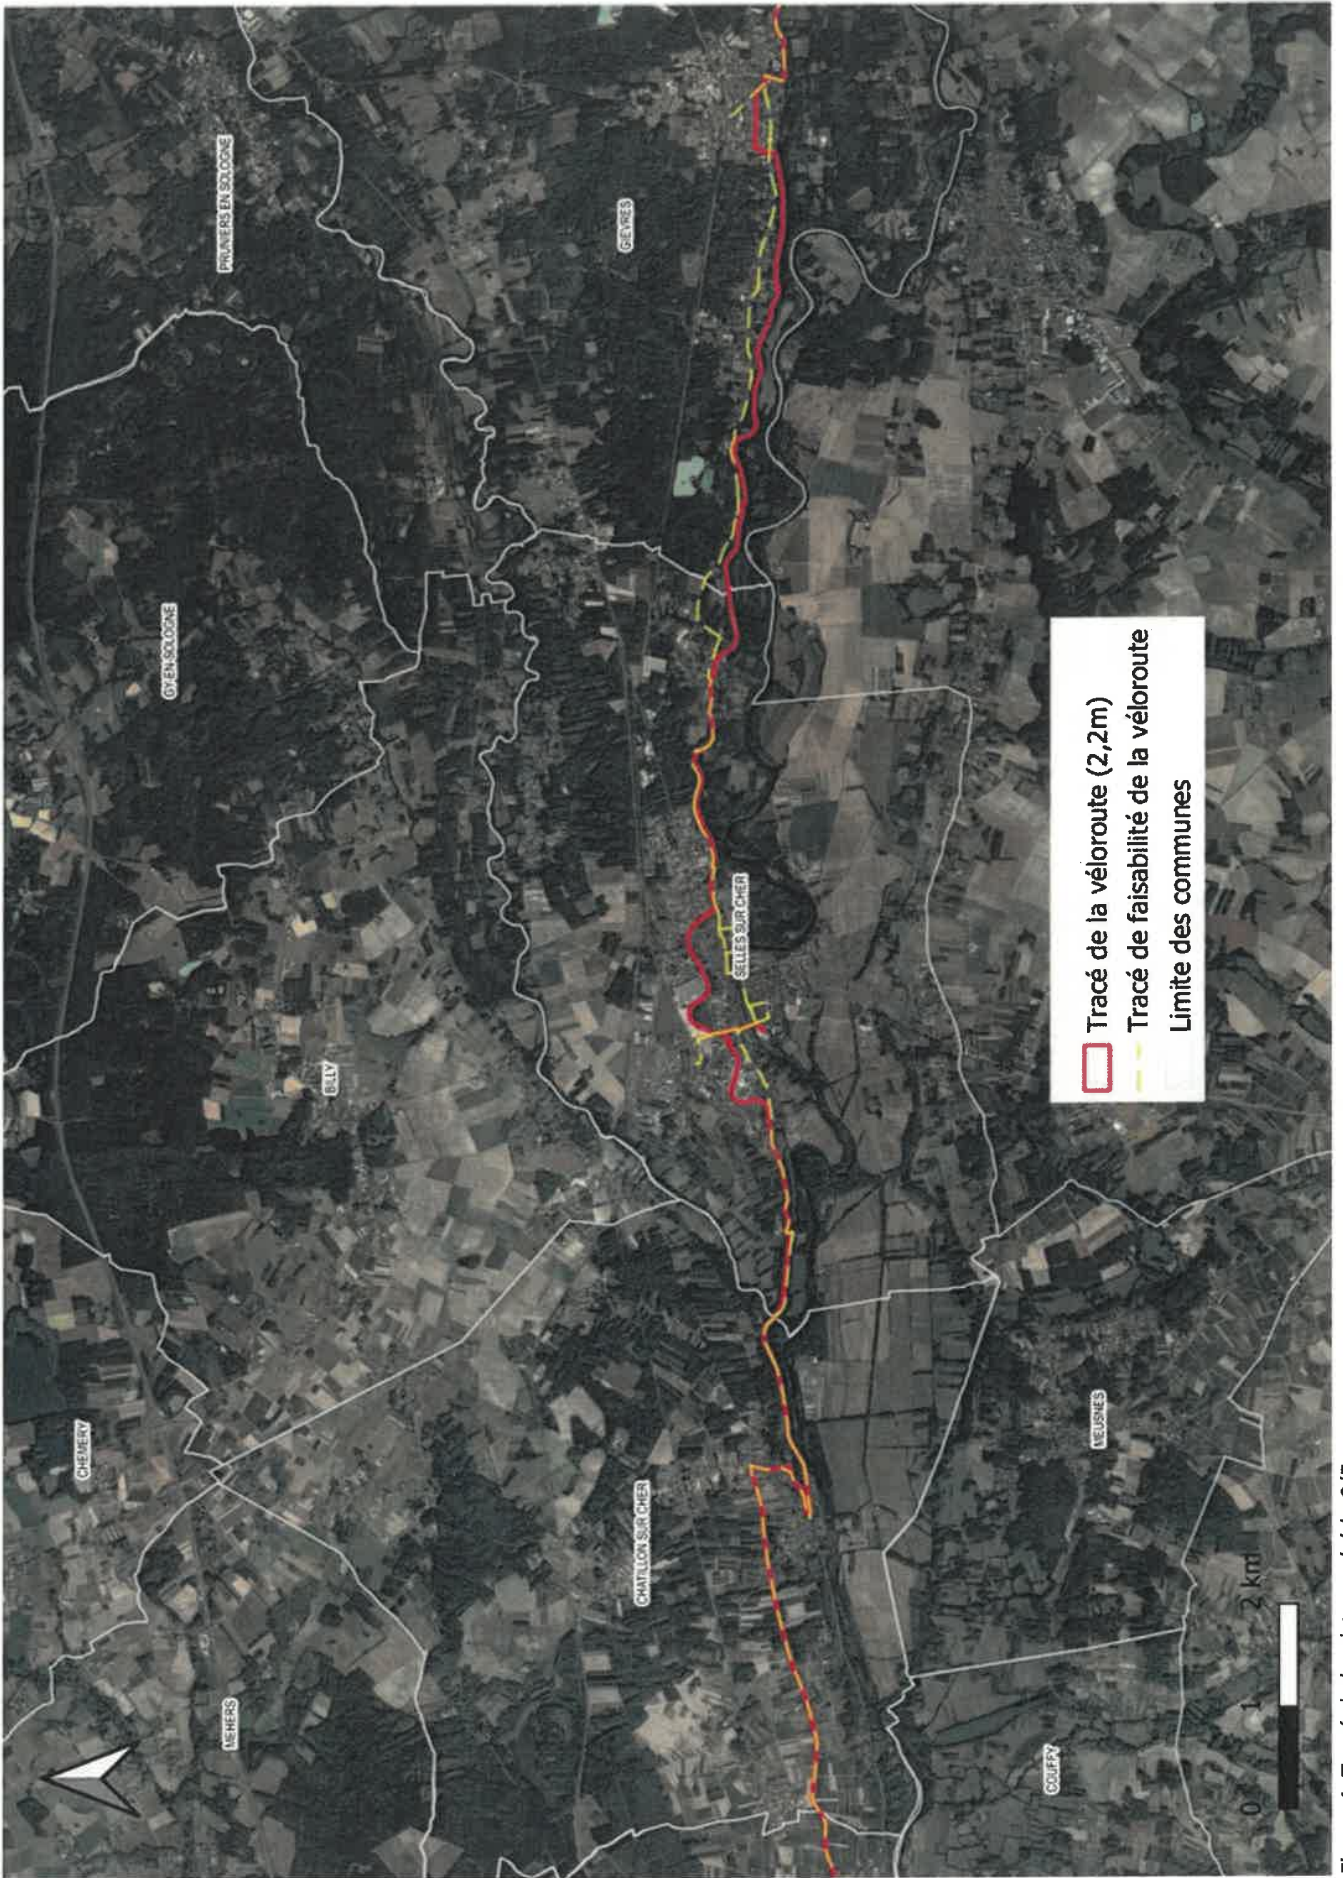 PRUNIERS EN SOLOGNE
GY-EN-SOLOGNE
GIEVRES
BILLY
SELLES SUR CHER
CHEMERY
CHATILLON SUR CHER
MEHERS
MEUSNES
COUFFY
Tracé de la véloroute (2,2m)
Tracé de faisabilité de la véloroute
Limite des communes
0 1 2 km